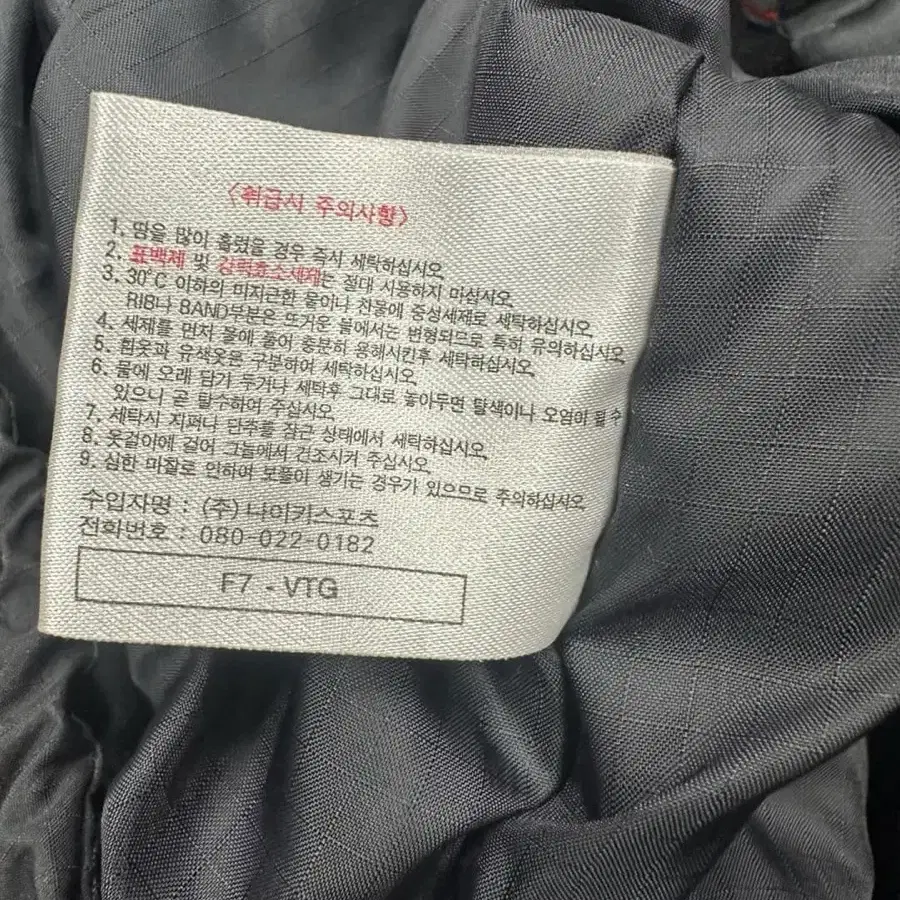 〈취급시 주의사항〉
1. 땀을 많이 흘렸을 경우 즉시 세탁하십시오.
2. 표백제 및 강력효소세제는 절대 사용하지 마십시오.
3. 30°C 이하의 미지근한 물이나 찬물에 중성세제로 세탁하십시오.
RIB나 BAND부분은 뜨거운 물에서는 변형되므로 특히 유의하십시오.
4. 세제를 먼저 물에 풀어 충분히 용해시킨후 세탁하십시오.
5. 흰옷과 유색옷은 구분하여 세탁하십시오.
6. 물에 오래 담가 두거나 세탁후 그대로 놓아두면 탈색이나 오염이 될 수
있으니 곧 탈수하여 주십시오.
7. 세탁시 지퍼나 단추를 잠근 상태에서 세탁하십시오.
8. 옷걸이에 걸어 그늘에서 건조시켜 주십시오.
9. 심한 마찰로 인하여 보풀이 생기는 경우가 있으므로 주의하십시오.
수입자명 : (주) 나이키스포츠
전화번호 : 080-022-0182
F7 - VTG